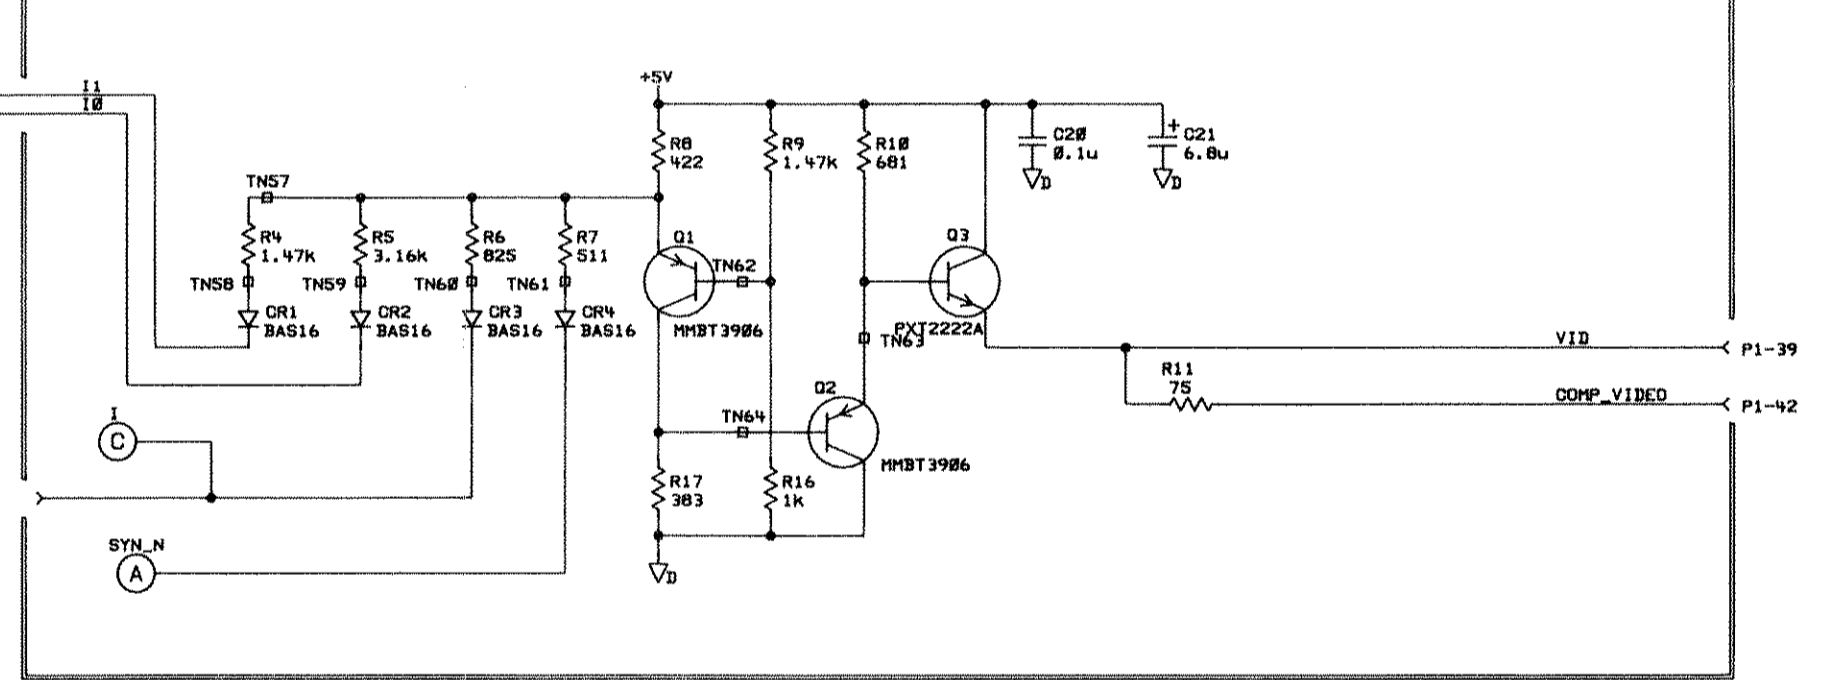 I1
I0
+5V
R8
422
R9
1.47k
R10
681
C20
0.1u
D
+
C21
6.8u
D
TN57
R4
1.47k
R5
3.16k
R6
825
R7
511
TN58
TN59
TN60
TN61
CR1
BAS16
CR2
BAS16
CR3
BAS16
CR4
BAS16
Q1
TN62
MMBT3906
Q3
PXT2222A
TN63
VID
P1-39
R11
75
COMP_VIDEO
P1-42
Q2
TN64
MMBT3906
I
C
R17
383
R16
1k
SYN_N
A
D